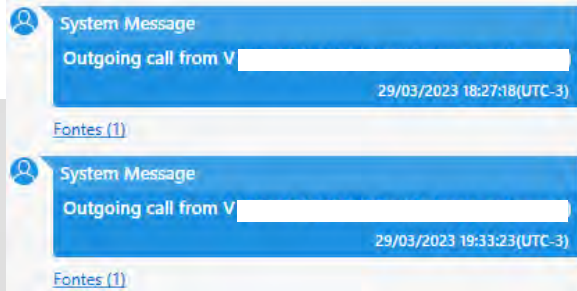 System Message
Outgoing call from V
29/03/2023 18:27:18(UTC-3)
Fontes (1)
System Message
Outgoing call from V
29/03/2023 19:33:23(UTC-3)
Fontes (1)